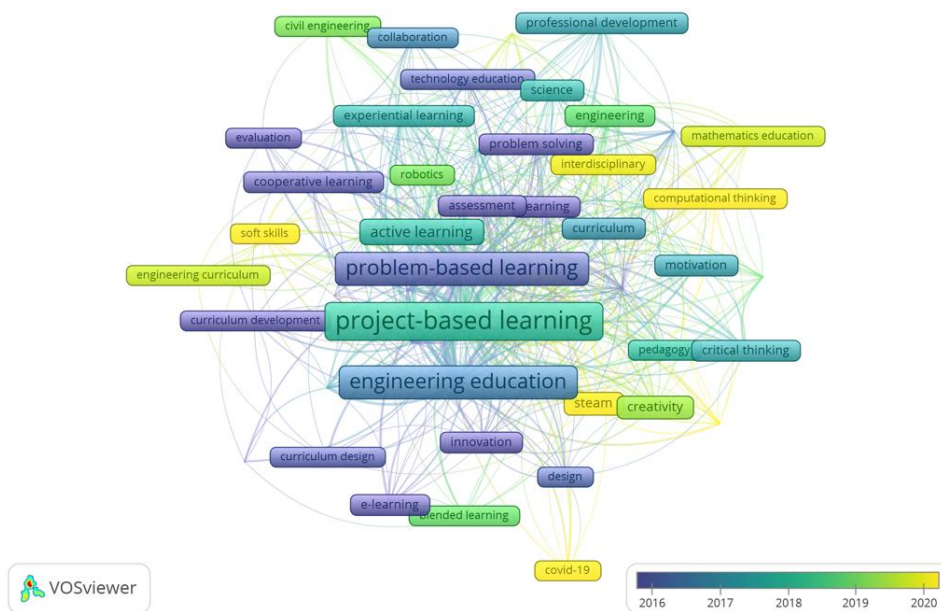 civil engineering
professional development
collaboration
technology education
science
experiential learning
engineering
evaluation
problem solving
mathematics education
interdisciplinary
robotics
cooperative learning
computational thinking
assessment
learning
soft skills
active learning
curriculum
problem-based learning
motivation
engineering curriculum
project-based learning
curriculum development
pedagogy
critical thinking
engineering education
steam
creativity
innovation
curriculum design
design
e-learning
blended learning
covid-19
VOSviewer
2016 2017 2018 2019 2020